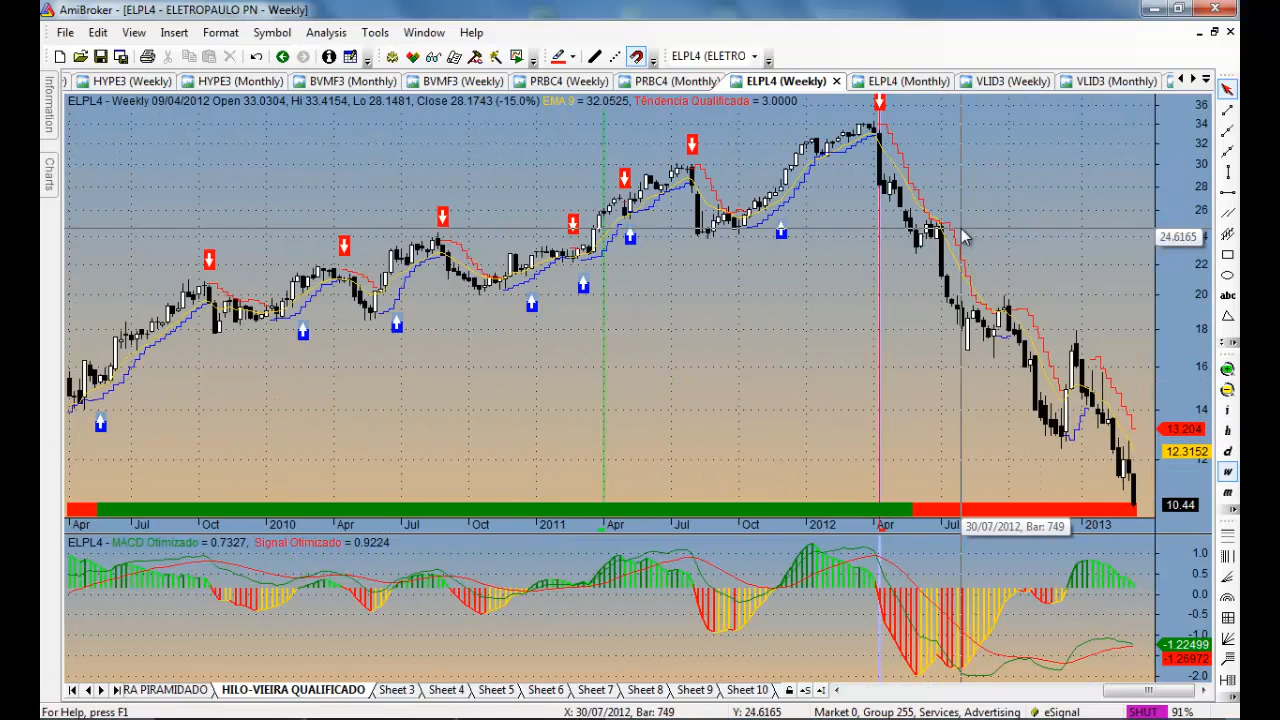 AmiBroker - [ELPL4 - ELETROPAULO PN - Weekly]
File Edit View Insert Format Symbol Analysis Tools Window Help
ELPL4 (ELETRO
HYPE3 (Weekly) HYPE3 (Monthly) BVMF3 (Monthly) BVMF3 (Weekly) PRBC4 (Weekly) PRBC4 (Monthly) ELPL4 (Weekly) ELPL4 (Monthly) VLID3 (Weekly) VLID3 (Monthly)
Information
Charts
ELPL4 - Weekly 09/04/2012 Open 33.0304, Hi 33.4154, Lo 28.1481, Close 28.1743 (-15.0%) EMA 9 = 32.0525, Têndencia Qualificada = 3.0000
36
34
30
28
26
24.6165
22
20
18
16
14
13.204
12.3152
12
10.44
abc
i
h
d
w
m
Apr Jul Oct 2010 Apr Jul Oct 2011 Apr Jul Oct 2012 Apr Jul 30/07/2012, Bar: 749 2013
ELPL4 - MACD Otimizado = 0.7327, Signal Otimizado = 0.9224
1.0
0.5
0.0
-0.5
-1.0
-1.22499
-1.26972
-2.0
RA PIRAMIDADO HILO-VIEIRA QUALIFICADO Sheet 3 Sheet 4 Sheet 5 Sheet 6 Sheet 7 Sheet 8 Sheet 9 Sheet 10
For Help, press F1 X: 30/07/2012, Bar: 749 Y: 24.6165 Market 0, Group 255, Services, Advertising eSignal SHUT 91%